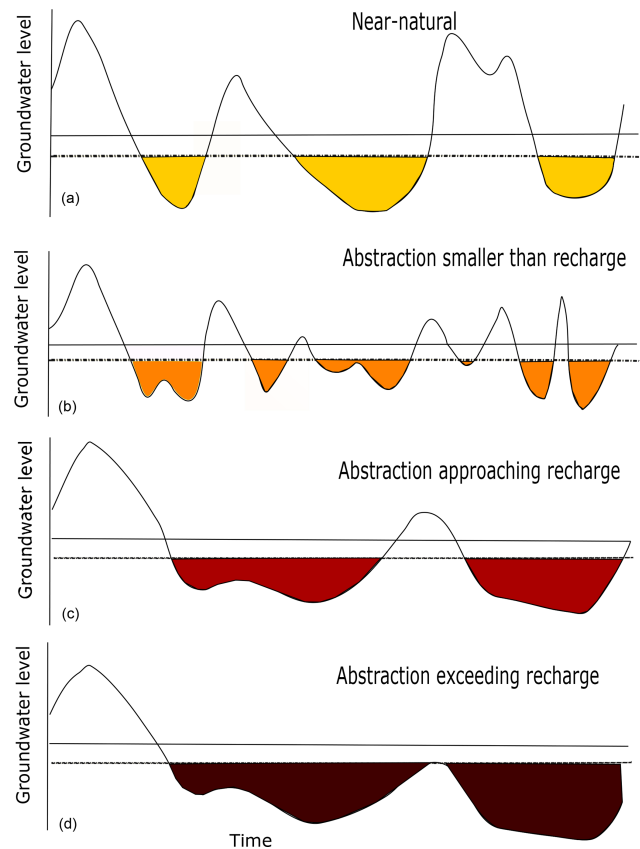 Near-natural
Groundwater level
(a)
Abstraction smaller than recharge
Groundwater level
(b)
Abstraction approaching recharge
Groundwater level
(c)
Abstraction exceeding recharge
Groundwater level
(d)
Time